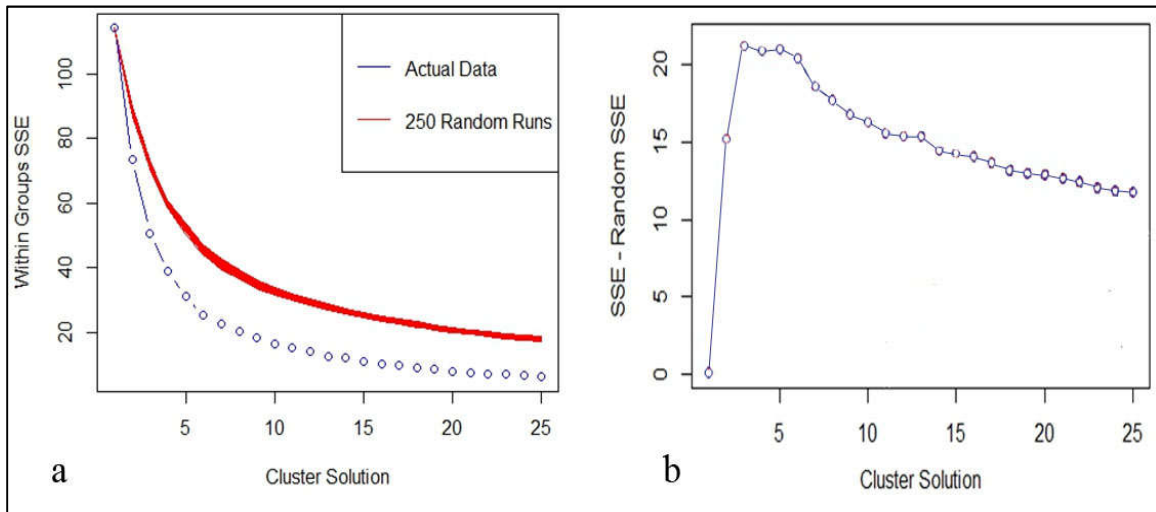 Within Groups SSE
100
80
60
40
20
Actual Data
250 Random Runs
5
10
15
20
25
Cluster Solution
a
SSE - Random SSE
20
15
10
5
0
5
10
15
20
25
Cluster Solution
b